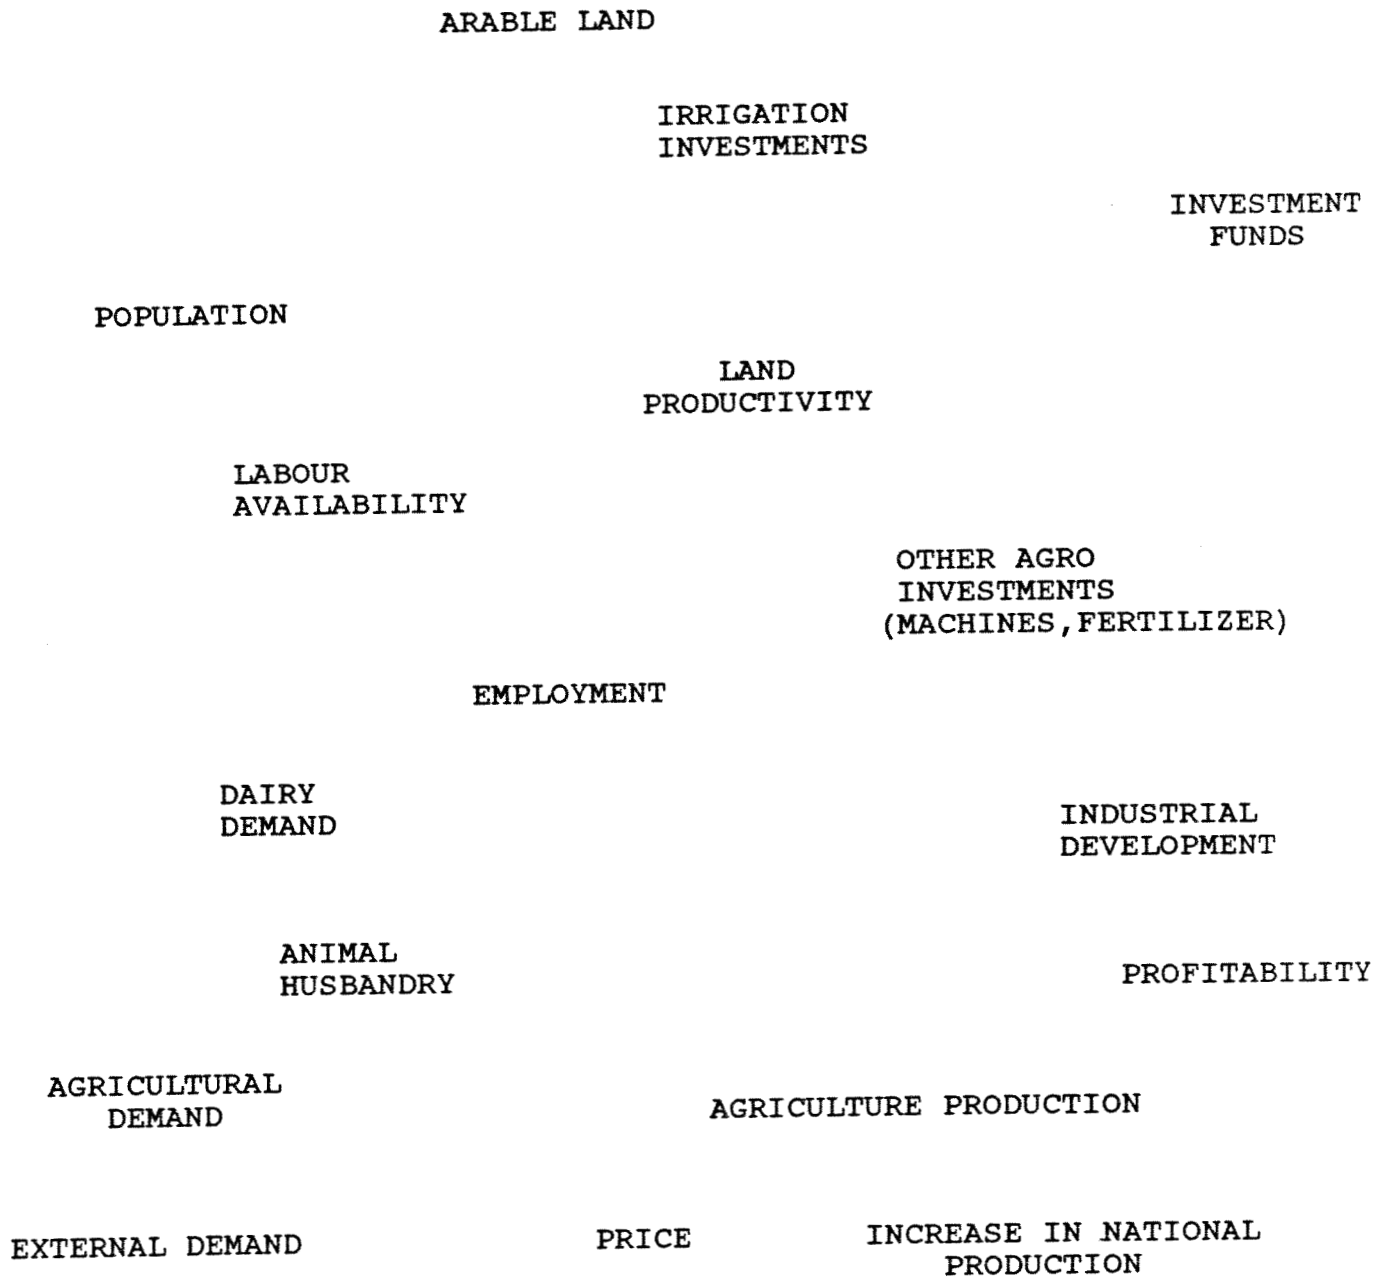 ARABLE LAND
IRRIGATION
INVESTMENTS
INVESTMENT
FUNDS
POPULATION
LAND
PRODUCTIVITY
LABOUR
AVAILABILITY
OTHER AGRO
INVESTMENTS
(MACHINES,FERTILIZER)
EMPLOYMENT
DAIRY
DEMAND
INDUSTRIAL
DEVELOPMENT
ANIMAL
HUSBANDRY
PROFITABILITY
AGRICULTURAL
DEMAND
AGRICULTURE PRODUCTION
EXTERNAL DEMAND
PRICE
INCREASE IN NATIONAL
PRODUCTION